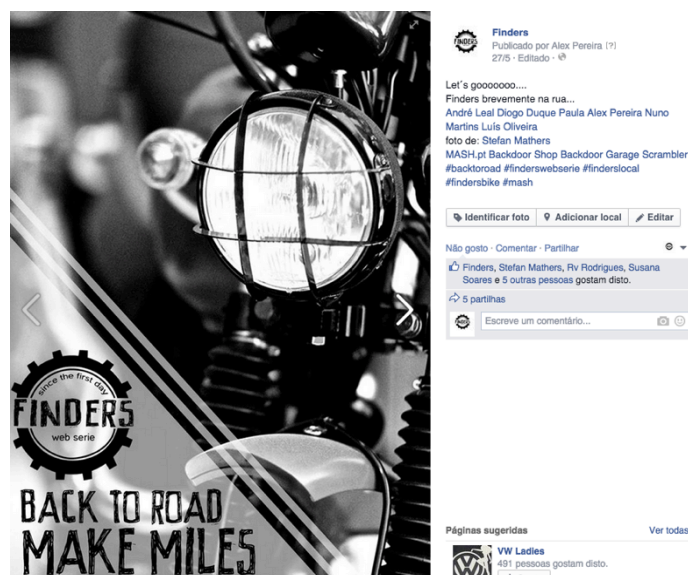 since the first day
FINDERS
web serie
BACK TO ROAD
MAKE MILES
FINDERS
Finders
Publicado por Alex Pereira [?]
27/5 · Editado ·
Let´s gooooooo....
Finders brevemente na rua...
André Leal Diogo Duque Paula Alex Pereira Nuno
Martins Luís Oliveira
foto de: Stefan Mathers
MASH.pt Backdoor Shop Backdoor Garage Scrambler
#backtoroad #finderswebserie #finderslocal
#findersbike #mash
Identificar foto Adicionar local Editar
Não gosto · Comentar · Partilhar
Finders, Stefan Mathers, Rv Rodrigues, Susana
Soares e 5 outras pessoas gostam disto.
5 partilhas
Escreve um comentário...
Páginas sugeridas Ver todas
VW Ladies
491 pessoas gostam disto.